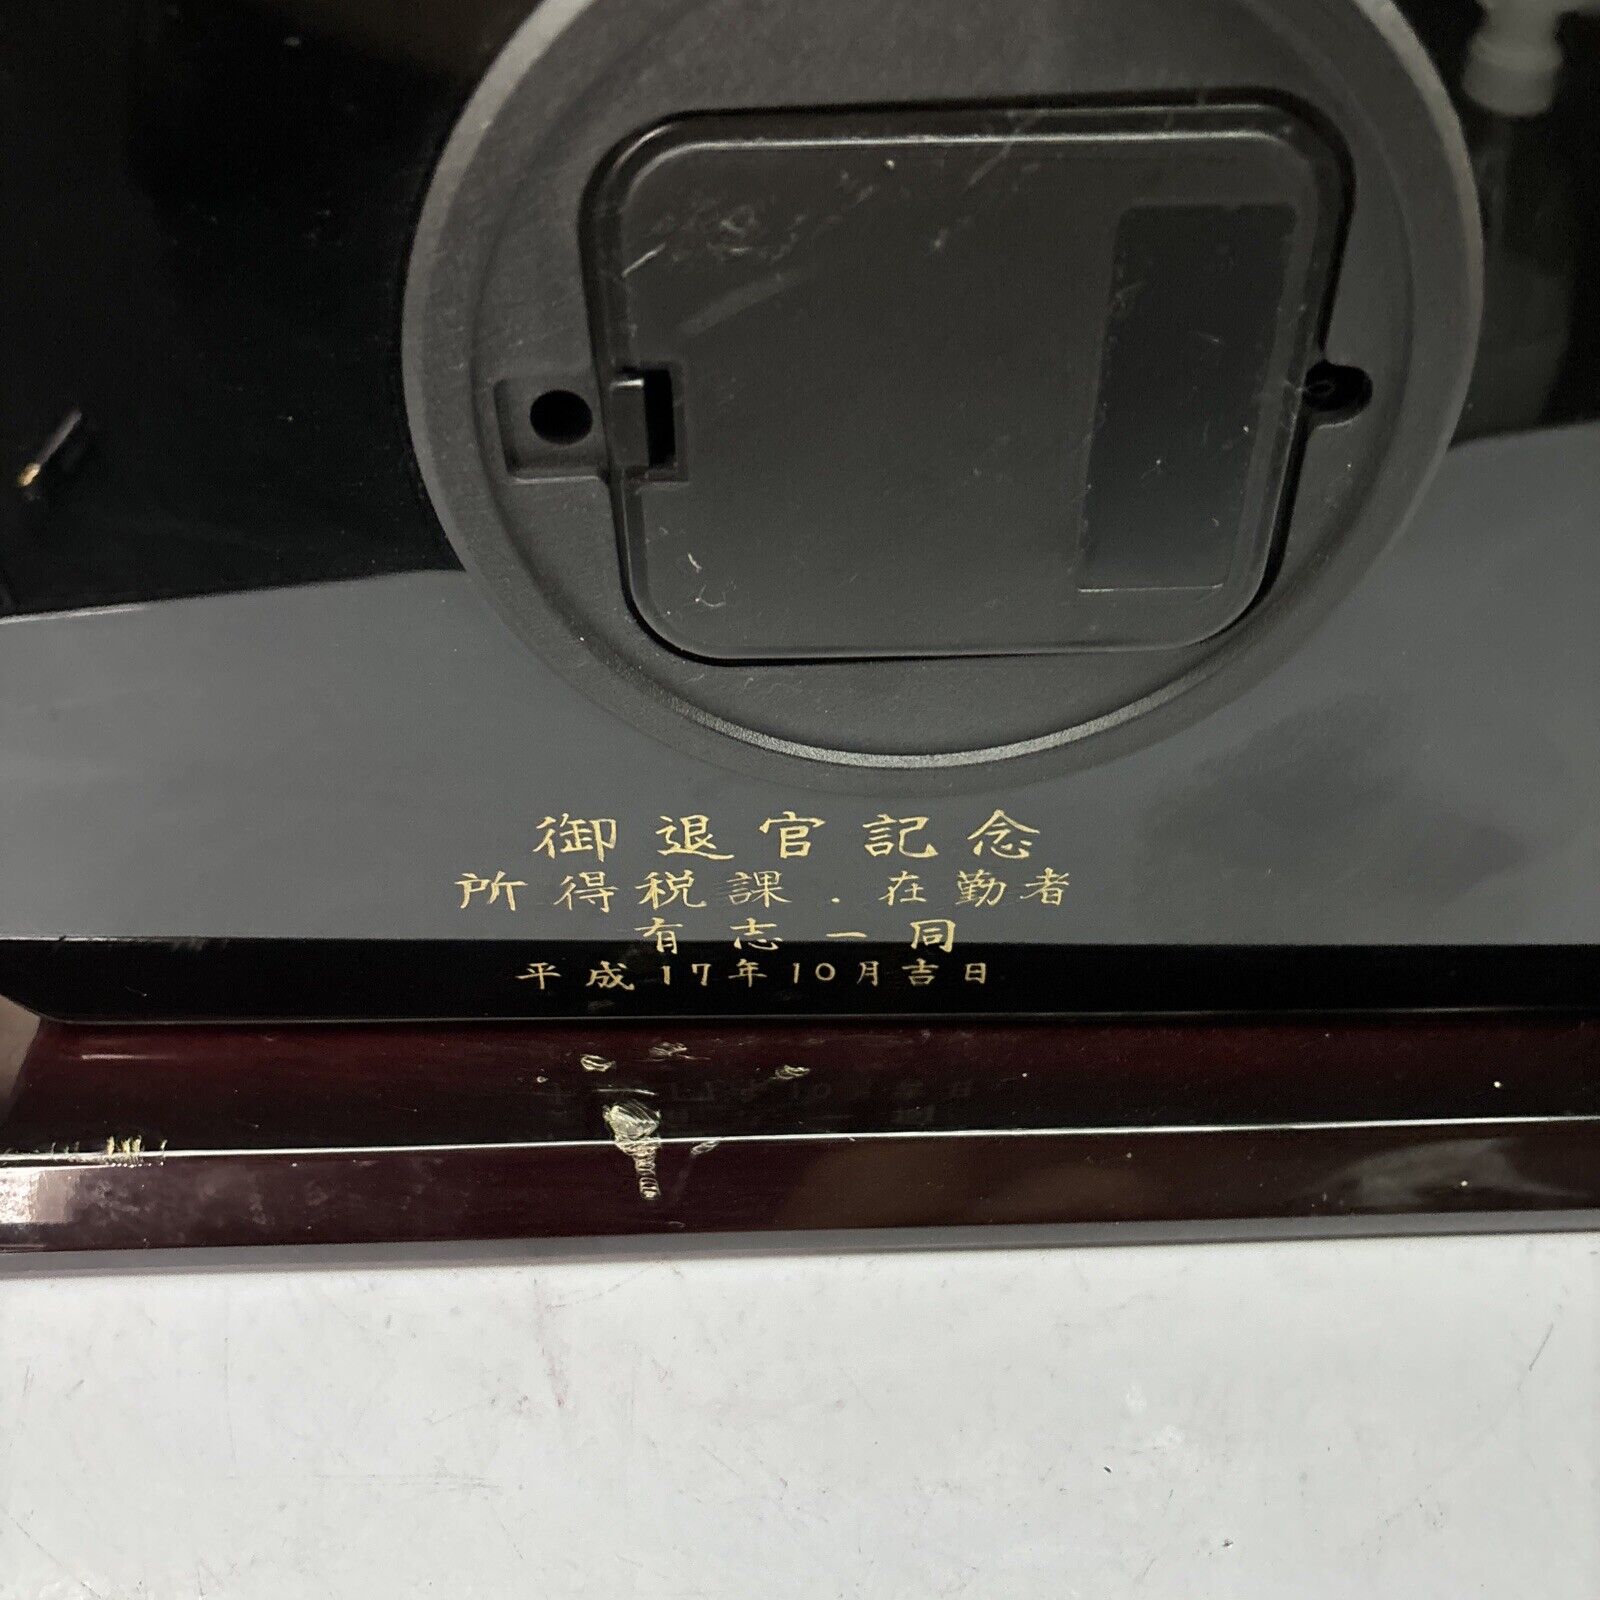 御退官記念
所得税課.在勤者
有志一同
平成17年10月吉日